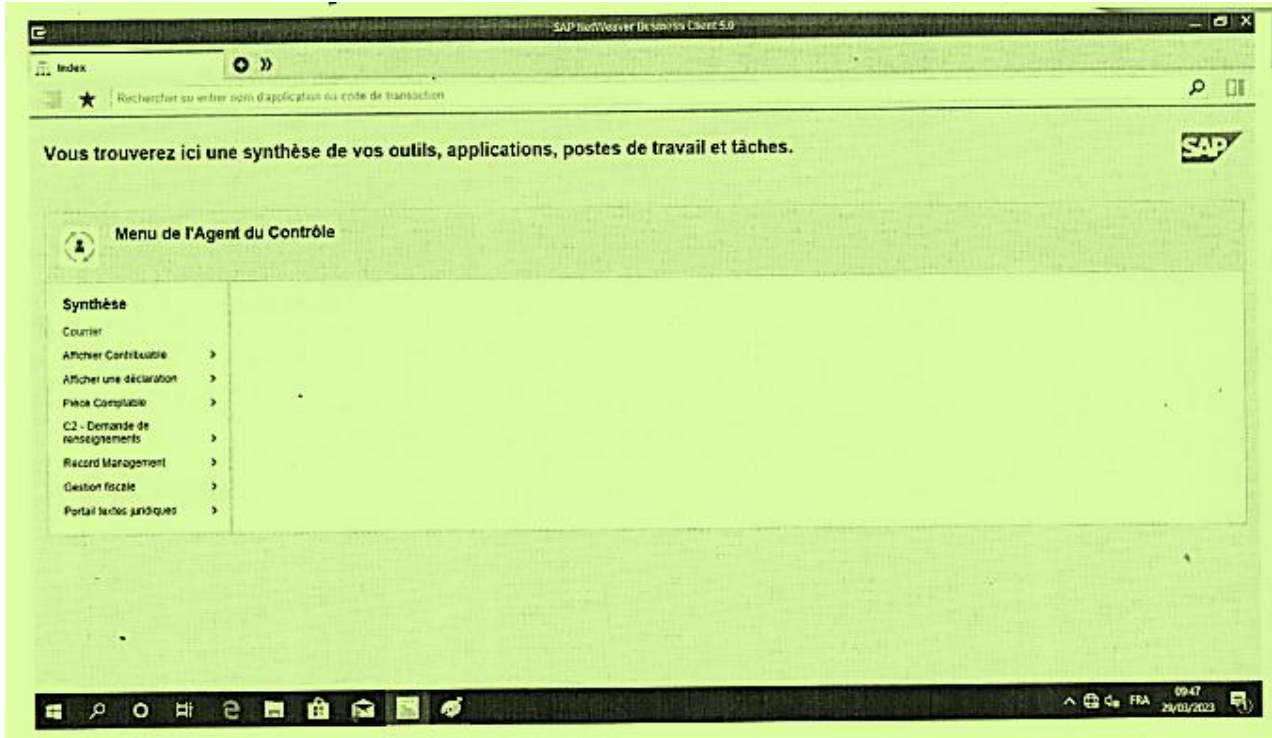 SAP NetWeaver Business Client 5.0
Index
Rechercher ou entrer nom d'application ou code de transaction
Vous trouverez ici une synthèse de vos outils, applications, postes de travail et tâches.
SAP
Menu de l'Agent du Contrôle
Synthèse
Courrier
Afficher Contribuable
Afficher une déclaration
Pièce Comptable
C2 - Demande de
renseignements
Record Management
Gestion fiscale
Portail textes juridiques
FRA
09:47
29/03/2023